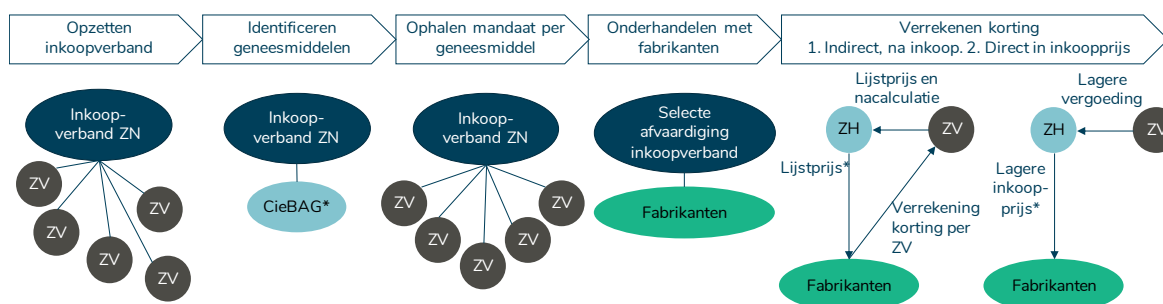 Opzetten
inkoopverband
Identificeren
geneesmiddelen
Ophalen mandaat per
geneesmiddel
Onderhandelen met
fabrikanten
Verrekenen korting
1. Indirect, na inkoop. 2. Direct in inkoopprijs
Inkoop-
verband ZN
ZV
ZV
ZV
ZV
ZV
Inkoop-
verband ZN
CieBAG*
Inkoop-
verband ZN
ZV
ZV
ZV
ZV
ZV
Selecte
afvaardiging
inkoopverband
Fabrikanten
Lijstprijs en
nacalculatie
ZH
ZV
Lijstprijs*
Verrekening
korting per
ZV
Fabrikanten
Lagere
vergoeding
ZH
ZV
Lagere
inkoop-
prijs*
Fabrikanten